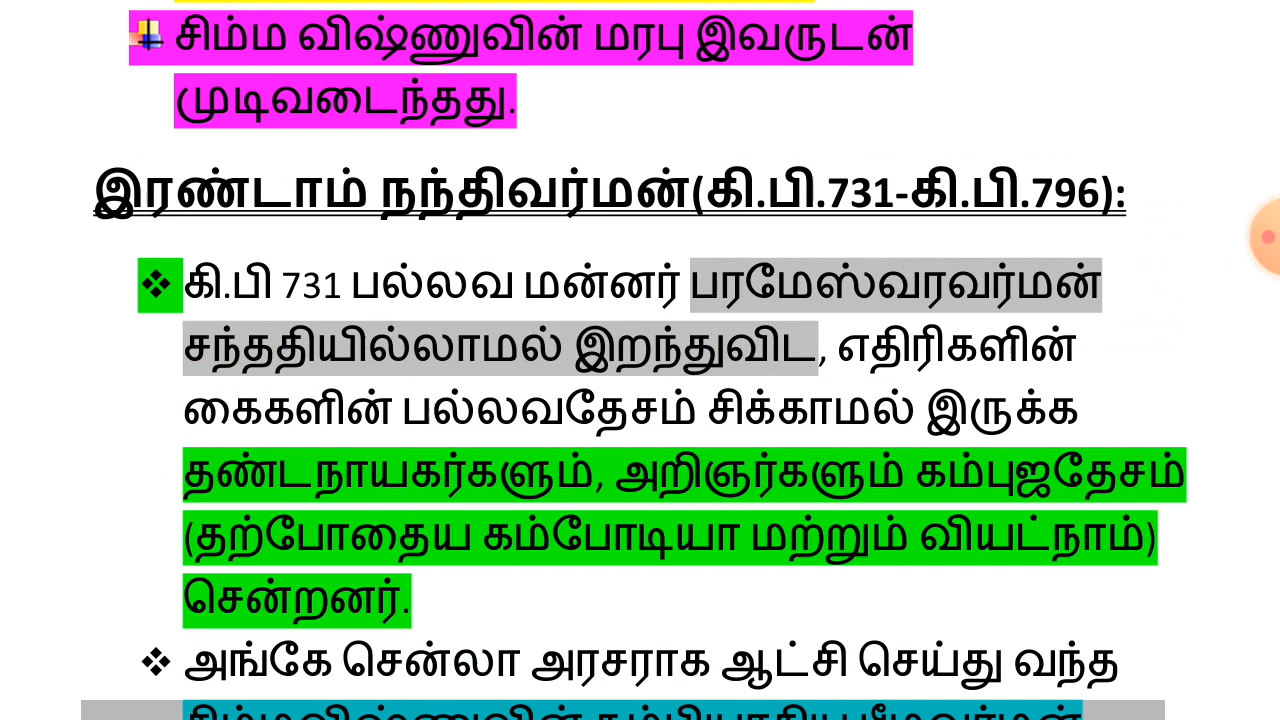 சிம்ம விஷ்ணுவின் மரபு இவருடன்
முடிவடைந்தது.
இரண்டாம் நந்திவர்மன்(கி.பி.731-கி.பி.796):
❖ கி.பி 731 பல்லவ மன்னர் பரமேஸ்வரவர்மன்
சந்ததியில்லாமல் இறந்துவிட, எதிரிகளின்
கைகளின் பல்லவதேசம் சிக்காமல் இருக்க
தண்டநாயகர்களும், அறிஞர்களும் கம்புஜதேசம்
(தற்போதைய கம்போடியா மற்றும் வியட்நாம்)
சென்றனர்.
❖ அங்கே சென்லா அரசராக ஆட்சி செய்து வந்த